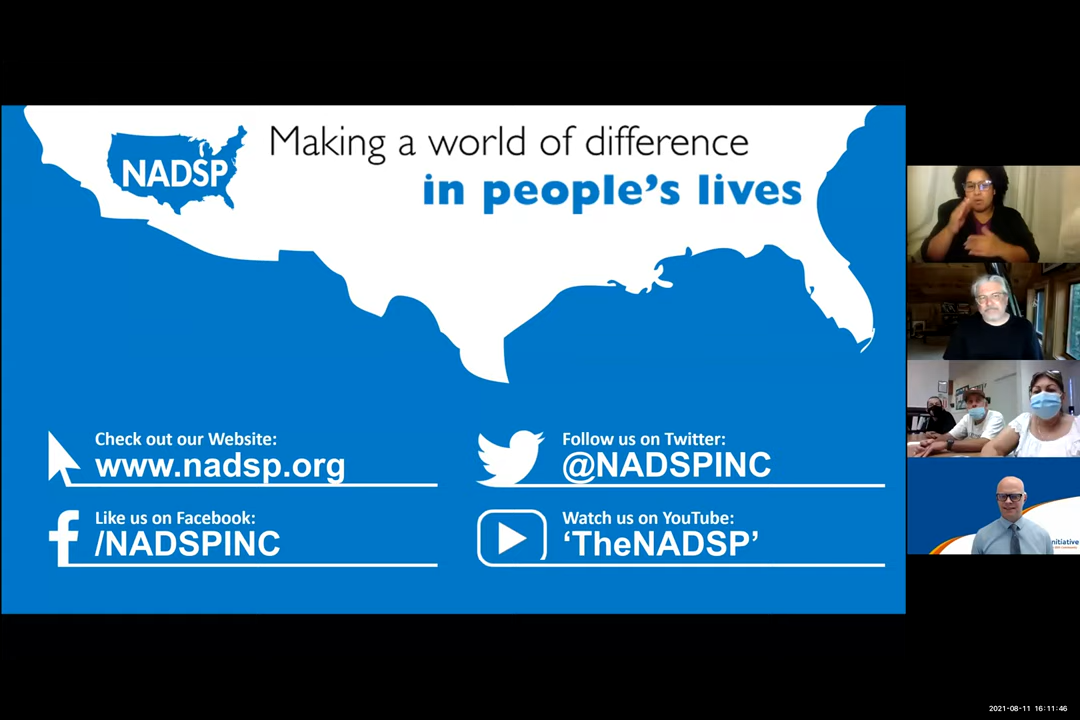 NADSP
Making a world of difference
in people's lives
Check out our Website:
www.nadsp.org
Follow us on Twitter:
@NADSPINC
Like us on Facebook:
/NADSPINC
Watch us on YouTube:
‘TheNADSP’
nitiative
2021-08-11 16:11:46